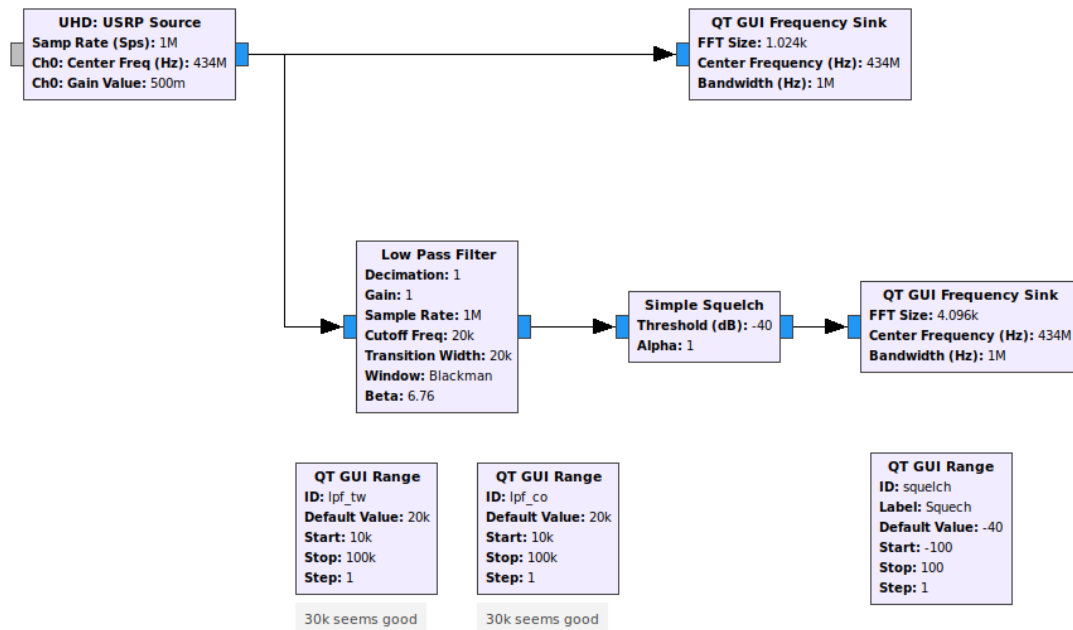 UHD: USRP Source
Samp Rate (Sps): 1M
Ch0: Center Freq (Hz): 434M
Ch0: Gain Value: 500m
QT GUI Frequency Sink
FFT Size: 1.024k
Center Frequency (Hz): 434M
Bandwidth (Hz): 1M
Low Pass Filter
Decimation: 1
Gain: 1
Sample Rate: 1M
Cutoff Freq: 20k
Transition Width: 20k
Window: Blackman
Beta: 6.76
Simple Squelch
Threshold (dB): -40
Alpha: 1
QT GUI Frequency Sink
FFT Size: 4.096k
Center Frequency (Hz): 434M
Bandwidth (Hz): 1M
QT GUI Range
ID: lpf_tw
Default Value: 20k
Start: 10k
Stop: 100k
Step: 1
30k seems good
QT GUI Range
ID: lpf_co
Default Value: 20k
Start: 10k
Stop: 100k
Step: 1
30k seems good
QT GUI Range
ID: squelch
Label: Squech
Default Value: -40
Start: -100
Stop: 100
Step: 1